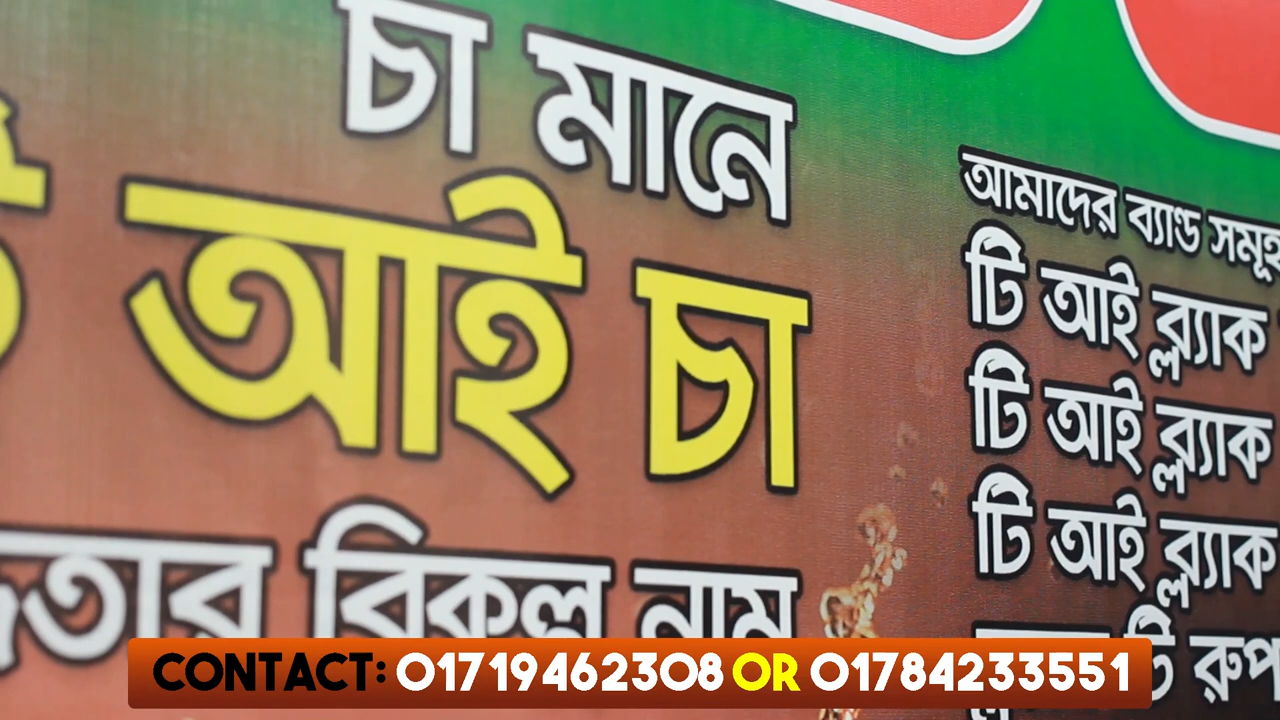 চা মানে
টি আই চা
বিকল্প নাম
আমাদের ব্যান্ড সমূহ
টি আই ব্ল্যাক
টি আই ব্ল্যাক
টি আই ব্ল্যাক
CONTACT: 01719462308 OR 01784233551